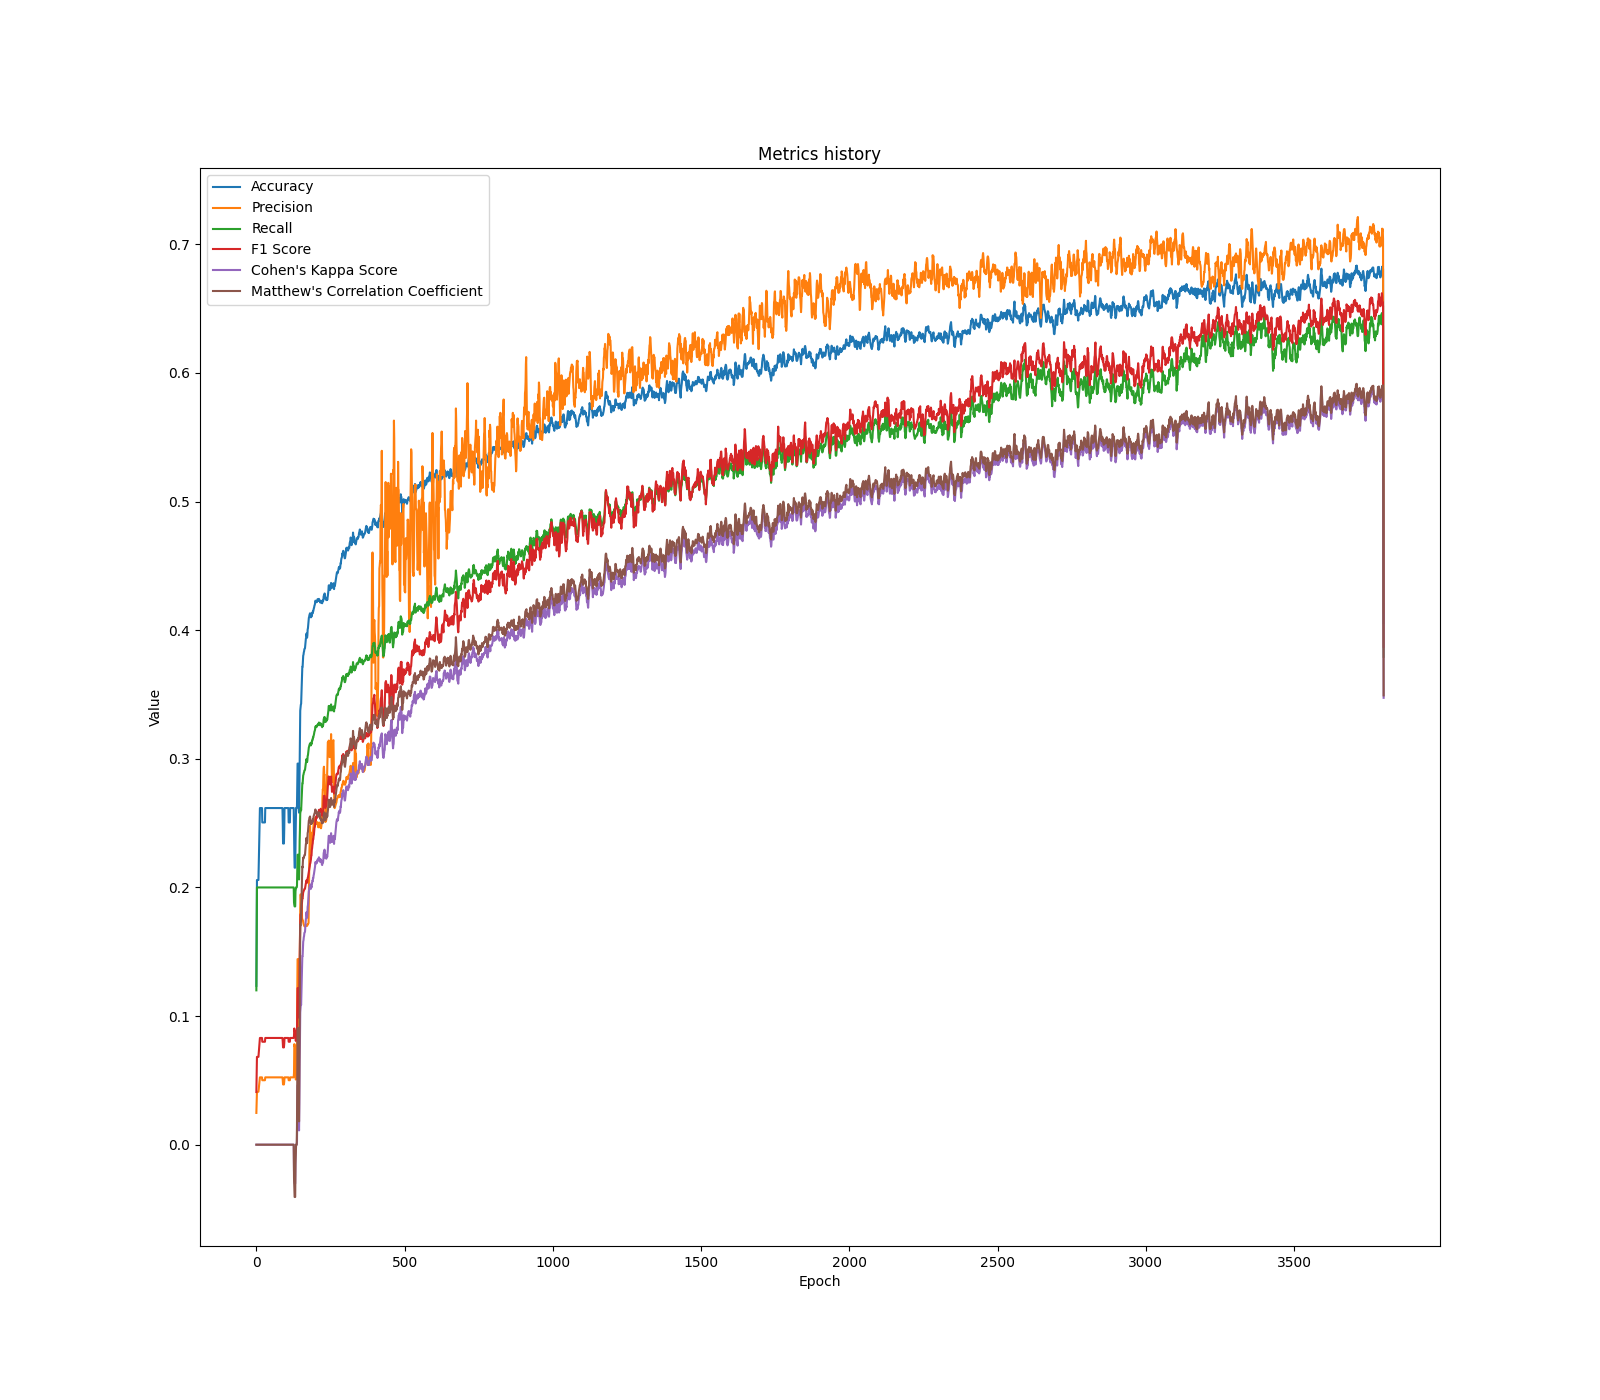 Metrics history
Accuracy
Precision
Recall
F1 Score
Cohen's Kappa Score
Matthew's Correlation Coefficient
0.7
0.6
0.5
0.4
0.3
0.2
0.1
0.0
Value
0 500 1000 1500 2000 2500 3000 3500
Epoch